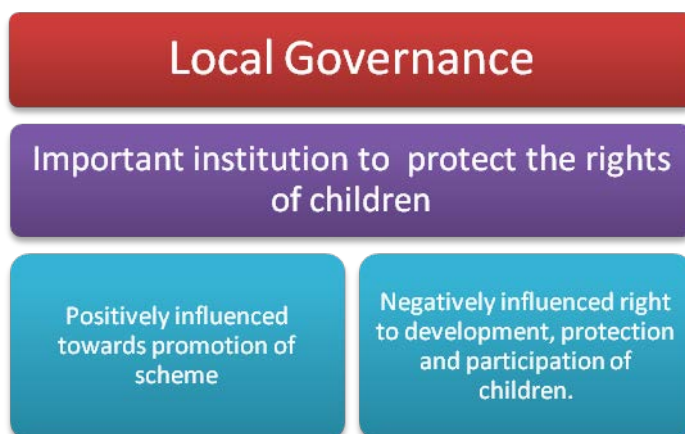 Local Governance
Important institution to protect the rights
of children
Positively influenced
towards promotion of
scheme
Negatively influenced right
to development, protection
and participation of
children.